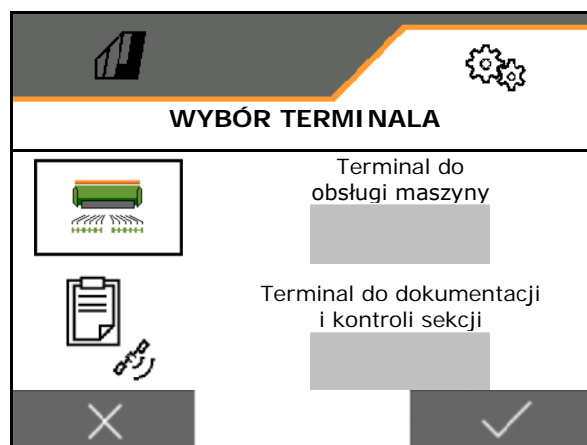 WYBÓR TERMINALA
Terminal do
obsługi maszyny
Terminal do dokumentacji
i kontroli sekcji